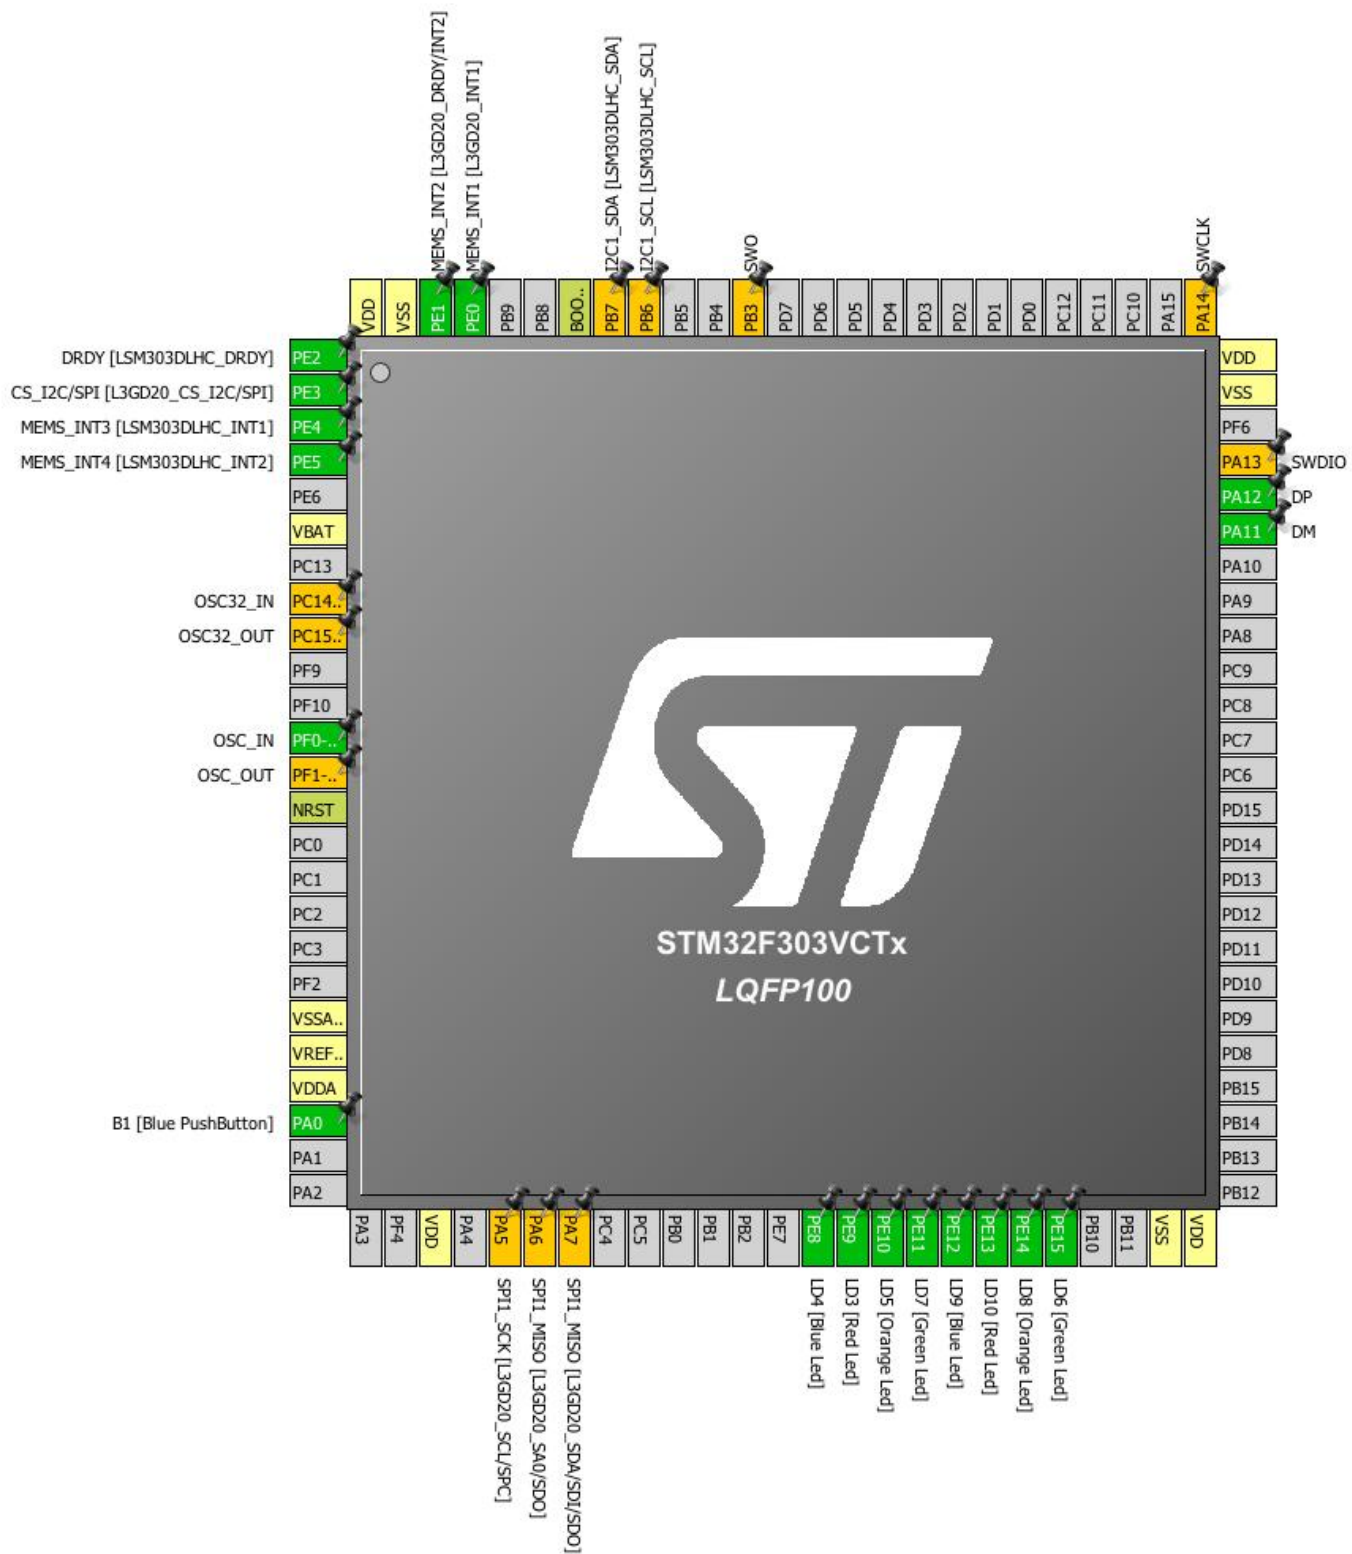 MEMS_INT2 [L3GD20_DRDY/INT2]
MEMS_INT1 [L3GD20_INT1]
I2C1_SDA [LSM303DLHC_SDA]
I2C1_SCL [LSM303DLHC_SCL]
SWO
SWCLK
VDD
VSS
PE1
PE0
PB9
PB8
BOO..
PB7
PB6
PB5
PB4
PB3
PD7
PD6
PD5
PD4
PD3
PD2
PD1
PD0
PC12
PC11
PC10
PA15
PA14
DRDY [LSM303DLHC_DRDY] PE2
CS_I2C/SPI [L3GD20_CS_I2C/SPI] PE3
MEMS_INT3 [LSM303DLHC_INT1] PE4
MEMS_INT4 [LSM303DLHC_INT2] PE5
PE6
VBAT
PC13
OSC32_IN PC14..
OSC32_OUT PC15..
PF9
PF10
OSC_IN PF0-..
OSC_OUT PF1-..
NRST
PC0
PC1
PC2
PC3
PF2
VSSA..
VREF..
VDDA
B1 [Blue PushButton] PA0
PA1
PA2
ST
STM32F303VCTx
LQFP100
VDD
VSS
PF6
PA13 SWDIO
PA12 DP
PA11 DM
PA10
PA9
PA8
PC9
PC8
PC7
PC6
PD15
PD14
PD13
PD12
PD11
PD10
PD9
PD8
PB15
PB14
PB13
PB12
PA3
PF4
VDD
PA4
PA5
PA6
PA7
PC4
PC5
PB0
PB1
PB2
PE7
PE8
PE9
PE10
PE11
PE12
PE13
PE14
PE15
PB10
PB11
VSS
VDD
SPI1_SCK [L3GD20_SCL/SPC]
SPI1_MISO [L3GD20_SA0/SDO]
SPI1_MISO [L3GD20_SDA/SDI/SDO]
LD4 [Blue Led]
LD3 [Red Led]
LD5 [Orange Led]
LD7 [Green Led]
LD9 [Blue Led]
LD10 [Red Led]
LD8 [Orange Led]
LD6 [Green Led]